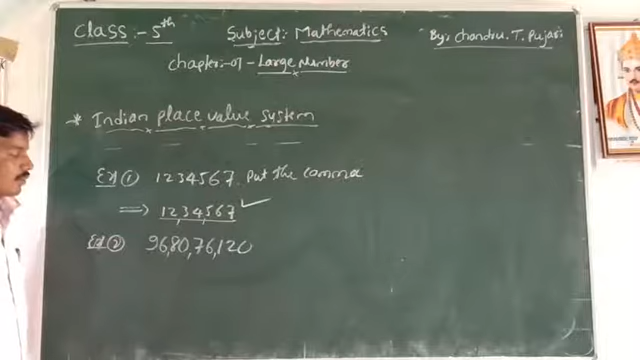 Class:- 5th
Subject:- Mathematics
By: Chandru. T. Pujari
chapter:-01 - Large Number
* Indian place value system
Ex ① 1234567. put the comma
=> 12,34,567 ✓
Ex ② 96,80,76,120